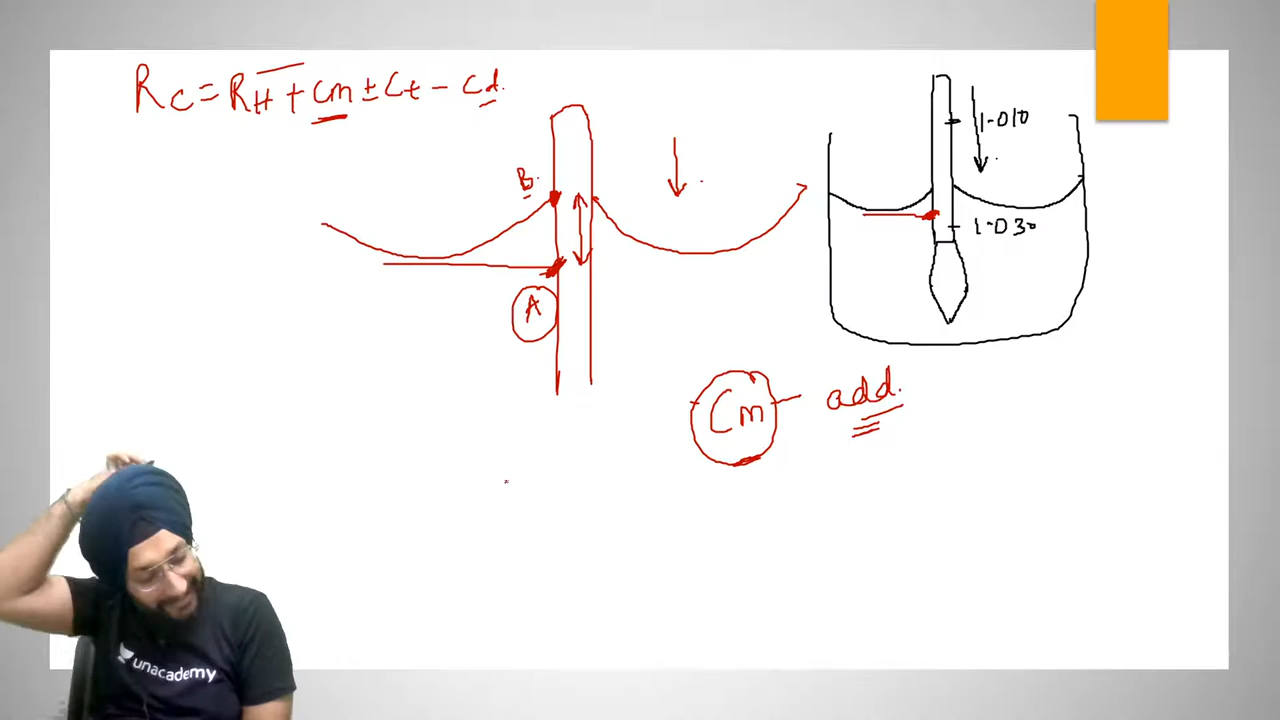 Rc = RH + Cm ± Ct - Cd.
B.
A
1.010
1.030
Cm - add.
unacademy